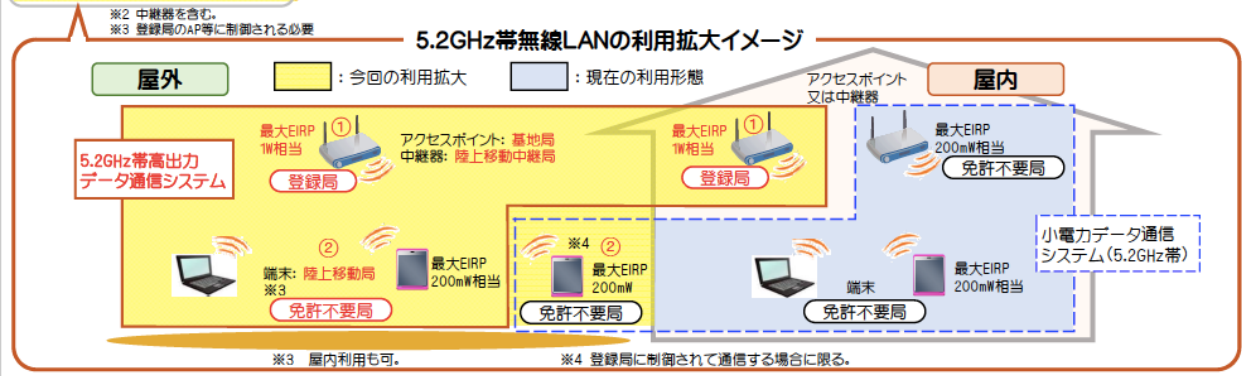 ※2 中継器を含む。
※3 登録局のAP等に制御される必要
5.2GHz帯無線LANの利用拡大イメージ
屋外
：今回の利用拡大
：現在の利用形態
アクセスポイント
又は中継器
屋内
5.2GHz帯高出力
データ通信システム
最大EIRP
1W相当
①
アクセスポイント: 基地局
中継器: 陸上移動中継局
登録局
最大EIRP
1W相当
①
登録局
最大EIRP
200mW相当
免許不要局
②
端末: 陸上移動局
※3
免許不要局
最大EIRP
200mW相当
※4 ②
最大EIRP
200mW
免許不要局
端末
免許不要局
最大EIRP
200mW相当
小電力データ通信
システム(5.2GHz帯)
※3 屋内利用も可。
※4 登録局に制御されて通信する場合に限る。